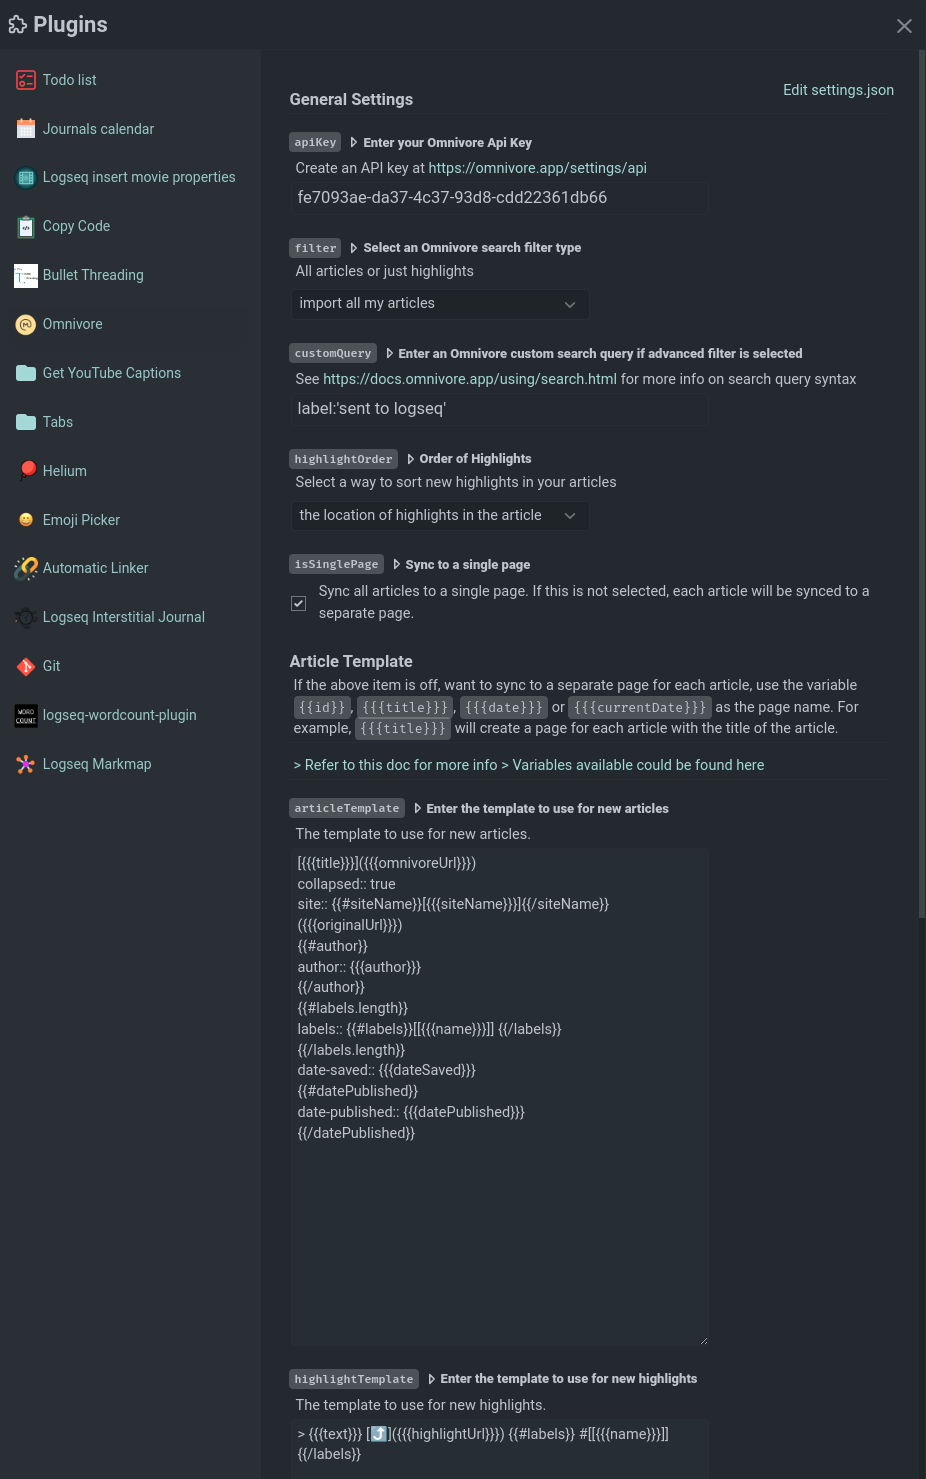 Plugins
Todo list
Journals calendar
Logseq insert movie properties
Copy Code
Bullet Threading
Omnivore
Get YouTube Captions
Tabs
Helium
Emoji Picker
Automatic Linker
Logseq Interstitial Journal
Git
WORD
COUNT
logseq-wordcount-plugin
Logseq Markmap
Edit settings.json
General Settings
apiKey Enter your Omnivore Api Key
Create an API key at https://omnivore.app/settings/api
fe7093ae-da37-4c37-93d8-cdd22361db66
filter Select an Omnivore search filter type
All articles or just highlights
import all my articles
customQuery Enter an Omnivore custom search query if advanced filter is selected
See https://docs.omnivore.app/using/search.html for more info on search query syntax
label:'sent to logseq'
highlightOrder Order of Highlights
Select a way to sort new highlights in your articles
the location of highlights in the article
isSinglePage Sync to a single page
Sync all articles to a single page. If this is not selected, each article will be synced to a
separate page.
Article Template
If the above item is off, want to sync to a separate page for each article, use the variable
{{id}}, {{{title}}}, {{{date}}} or {{{currentDate}}} as the page name. For
example, {{{title}}} will create a page for each article with the title of the article.
> Refer to this doc for more info > Variables available could be found here
articleTemplate Enter the template to use for new articles
The template to use for new articles.
[{{{title}}}]({{{omnivoreUrl}}})
collapsed:: true
site:: {{#siteName}}[{{{siteName}}}]{{/siteName}}
({{{originalUrl}}})
{{#author}}
author:: {{{author}}}
{{/author}}
{{#labels.length}}
labels:: {{#labels}}[[{{{name}}}]] {{/labels}}
{{/labels.length}}
date-saved:: {{{dateSaved}}}
{{#datePublished}}
date-published:: {{{datePublished}}}
{{/datePublished}}
highlightTemplate Enter the template to use for new highlights
The template to use for new highlights.
> {{{text}}} [⤴️]({{{highlightUrl}}}) {{#labels}} #[[{{{name}}}]]
{{/labels}}